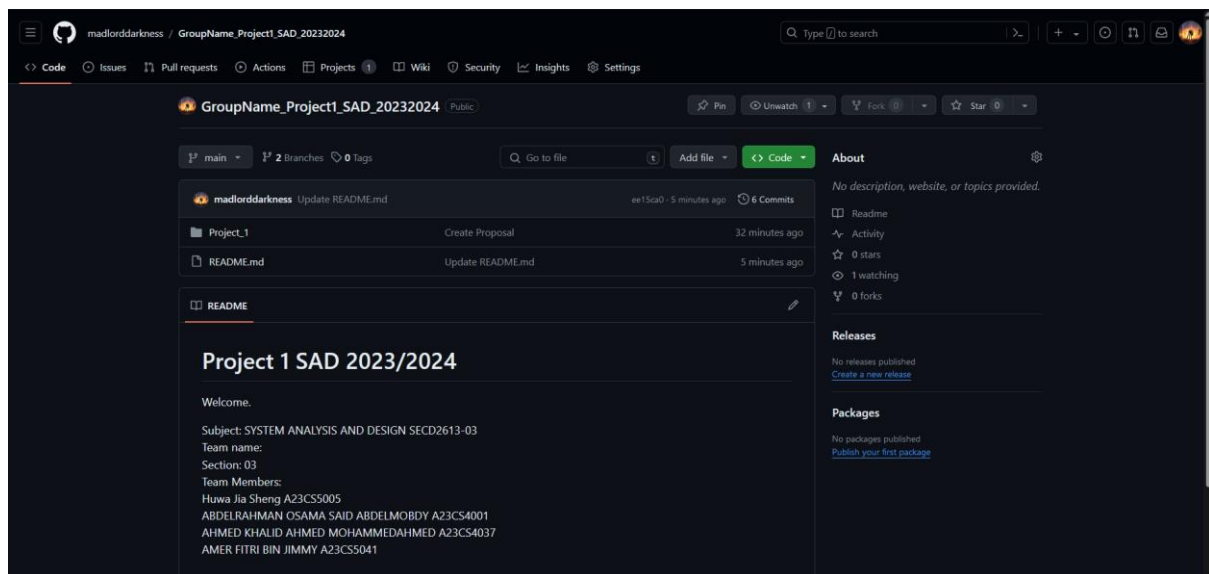 madlorddarkness / GroupName_Project1_SAD_20232024
Type / to search
Code Issues Pull requests Actions Projects 1 Wiki Security Insights Settings
GroupName_Project1_SAD_20232024 Public
Pin Unwatch 1 Fork 0 Star 0
main 2 Branches 0 Tags Go to file t Add file <> Code
About
No description, website, or topics provided.
madlorddarkness Update README.md ee15ca0 · 5 minutes ago 6 Commits
Readme
Project_1 Create Proposal 32 minutes ago
Activity
README.md Update README.md 5 minutes ago
0 stars
1 watching
0 forks
README
Releases
No releases published
Create a new release
Project 1 SAD 2023/2024
Welcome.
Packages
No packages published
Publish your first package
Subject: SYSTEM ANALYSIS AND DESIGN SECD2613-03
Team name:
Section: 03
Team Members:
Huwa Jia Sheng A23CS5005
ABDELRAHMAN OSAMA SAID ABDELMOBDY A23CS4001
AHMED KHALID AHMED MOHAMMEDAHMED A23CS4037
AMER FITRI BIN JIMMY A23CS5041